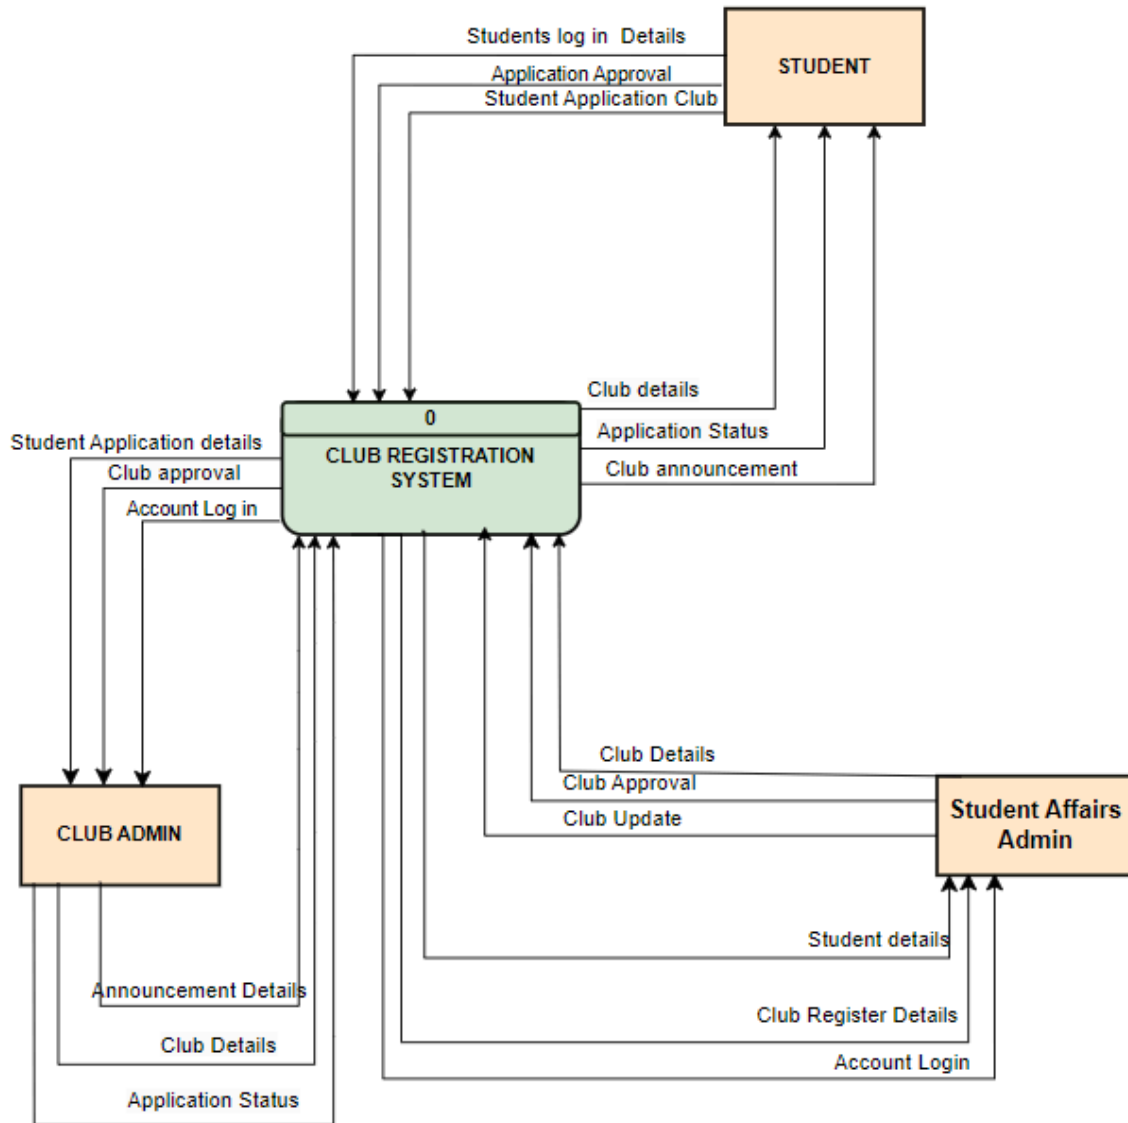 Students log in  Details
Application Approval
Student Application Club
STUDENT
Club details
Application Status
Club announcement
0
CLUB REGISTRATION
SYSTEM
Student Application details
Club approval
Account Log in
Club Details
Club Approval
Club Update
Student Affairs
Admin
CLUB ADMIN
Student details
Announcement Details
Club Register Details
Club Details
Account Login
Application Status